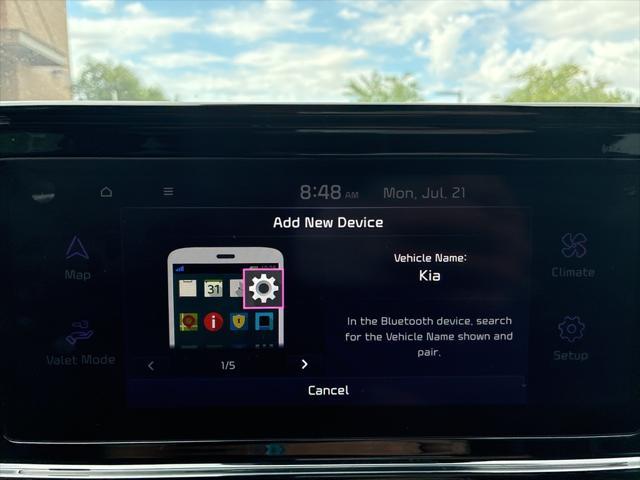 8:48 AM Mon, Jul. 21
Add New Device
Map
Valet Mode
31
Vehicle Name:
Kia
In the Bluetooth device, search
for the Vehicle Name shown and
pair.
1/5
Cancel
Climate
Setup